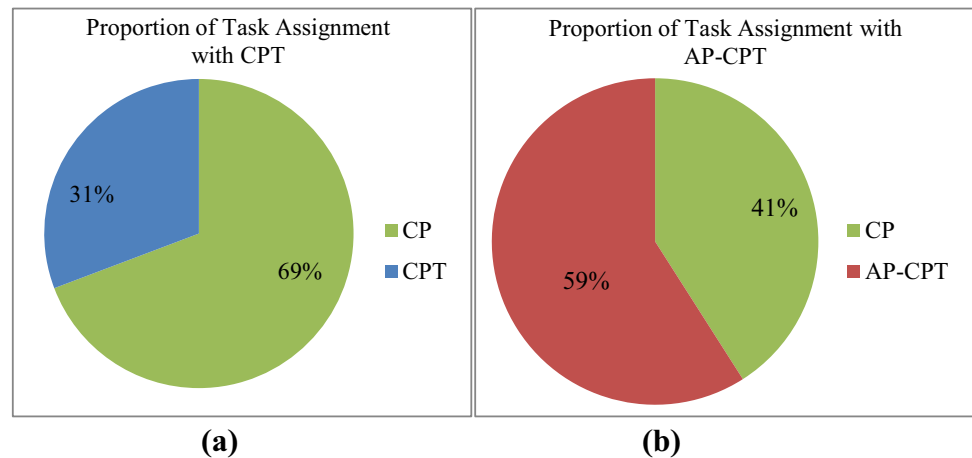 Proportion of Task Assignment
with CPT
31%
69%
CP
CPT
(a)
Proportion of Task Assignment with
AP-CPT
41%
59%
CP
AP-CPT
(b)